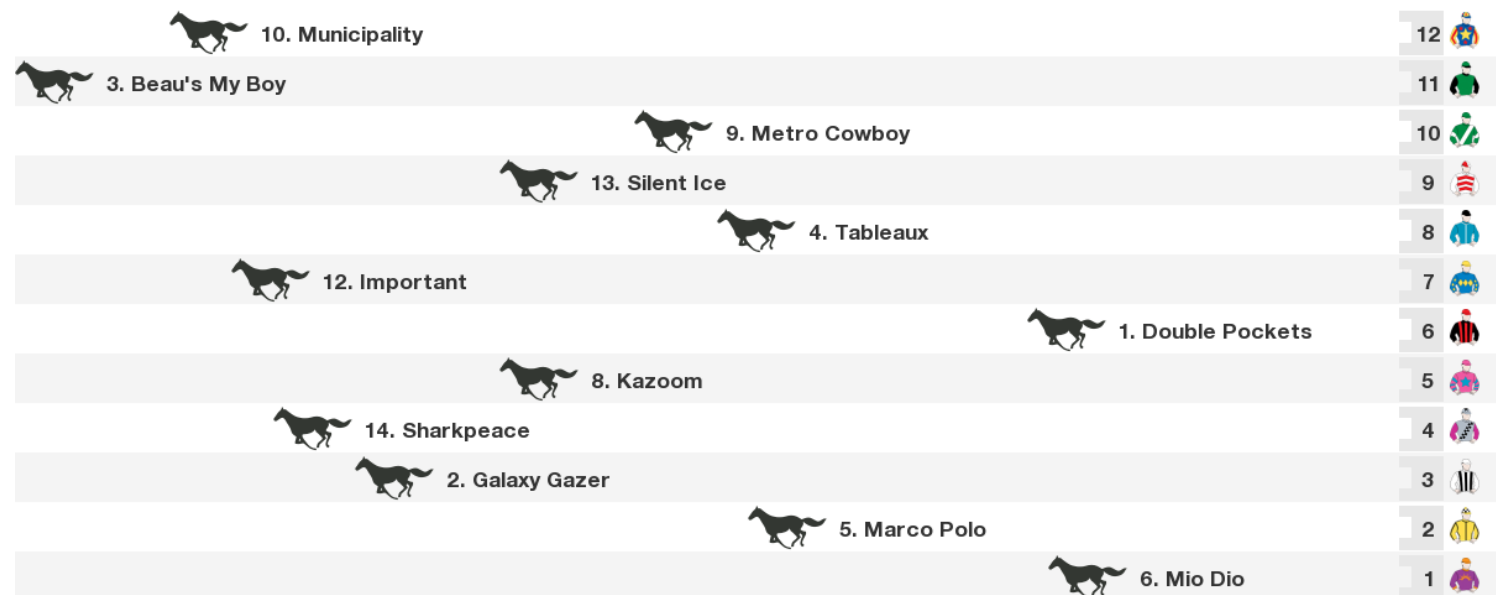 10. Municipality 12
3. Beau's My Boy 11
9. Metro Cowboy 10
13. Silent Ice 9
4. Tableaux 8
12. Important 7
1. Double Pockets 6
8. Kazoom 5
14. Sharkpeace 4
2. Galaxy Gazer 3
5. Marco Polo 2
6. Mio Dio 1